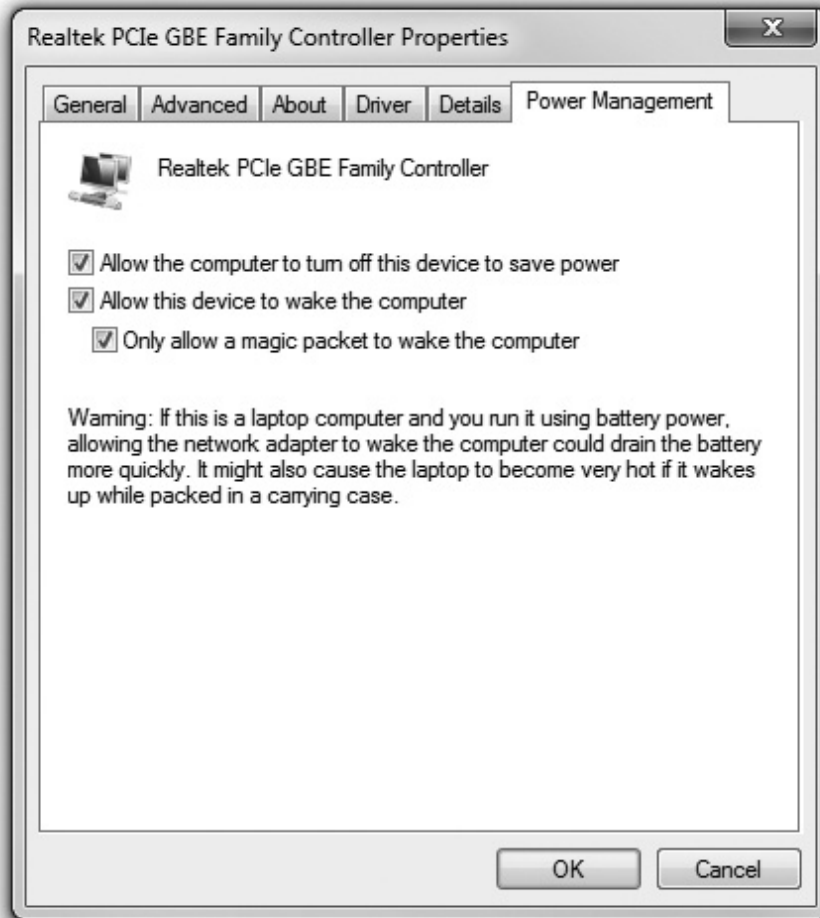 Realtek PCIe GBE Family Controller Properties
X
General Advanced About Driver Details Power Management
Realtek PCIe GBE Family Controller
Allow the computer to turn off this device to save power
Allow this device to wake the computer
Only allow a magic packet to wake the computer
Warning: If this is a laptop computer and you run it using battery power,
allowing the network adapter to wake the computer could drain the battery
more quickly. It might also cause the laptop to become very hot if it wakes
up while packed in a carrying case.
OK Cancel